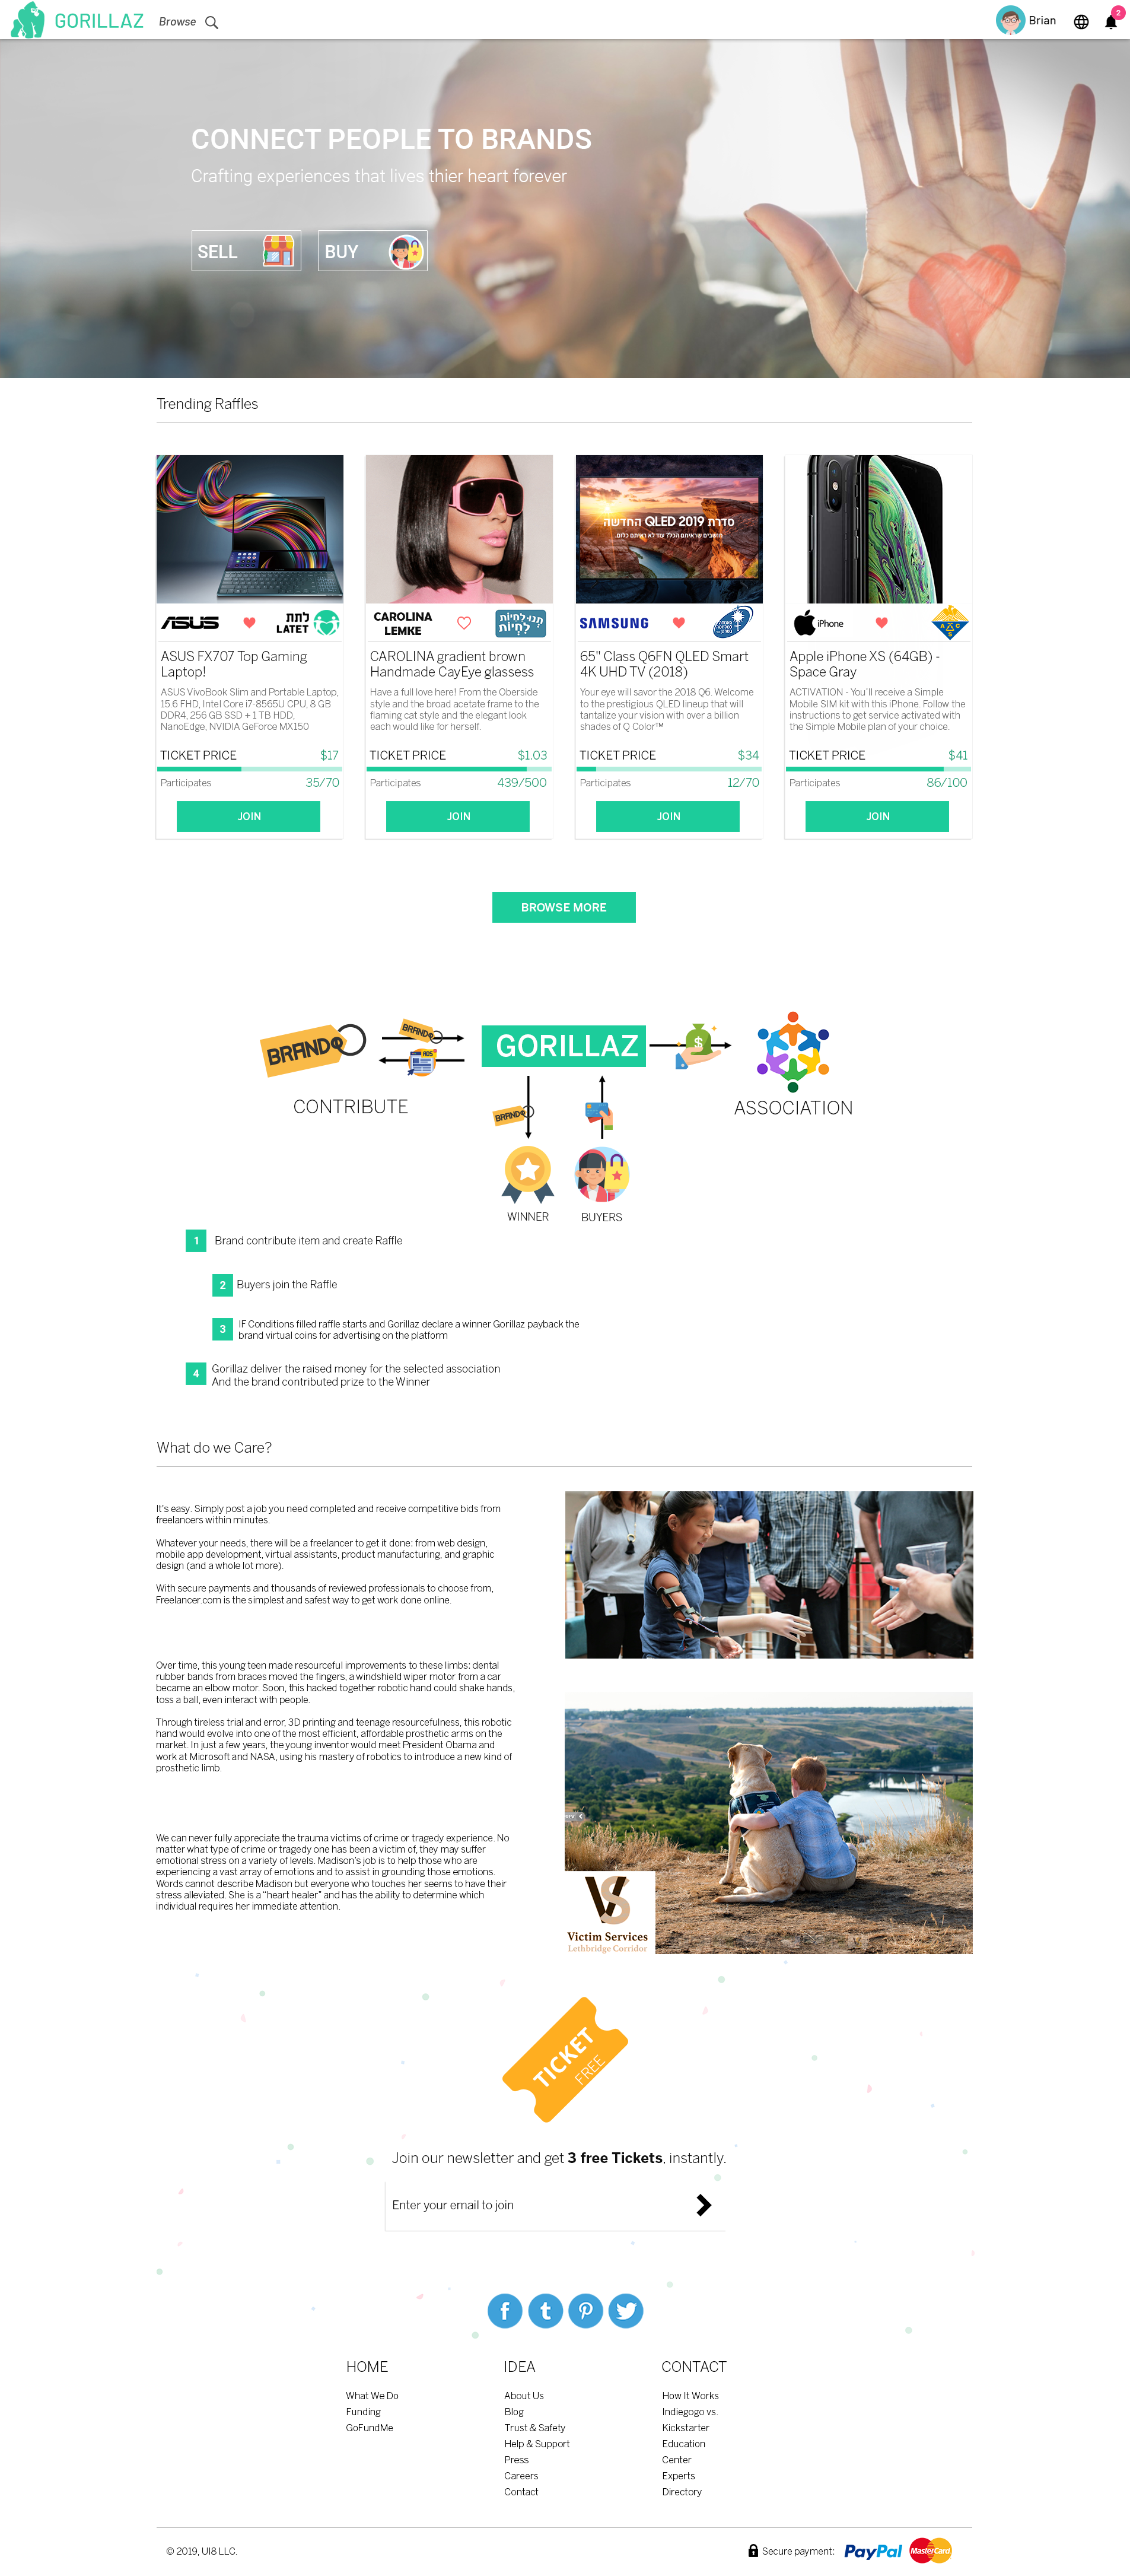 GORILLAZ
Browse
Brian
2
CONNECT PEOPLE TO BRANDS
Crafting experiences that lives thier heart forever
SELL
BUY
Trending Raffles
ASUS
לתת
LATET
ASUS FX707 Top Gaming
Laptop!
ASUS VivoBook Slim and Portable Laptop,
15.6 FHD, Intel Core i7-8565U CPU, 8 GB
DDR4, 256 GB SSD + 1 TB HDD,
NanoEdge, NVIDIA GeForce MX150
TICKET PRICE
$17
Participates
35/70
JOIN
CAROLINA
LEMKE
תנו לחיות
לחיות
CAROLINA gradient brown
Handmade CayEye glassess
Have a full love here! From the Oberside
style and the broad acetate frame to the
flaming cat style and the elegant look
each would like for herself.
TICKET PRICE
$1.03
Participates
439/500
JOIN
סדרת QLED 2019 החדשה
חושבים שראיתם הכל? עוד לא ראיתם כלום.
SAMSUNG
65" Class Q6FN QLED Smart
4K UHD TV (2018)
Your eye will savor the 2018 Q6. Welcome
to the prestigious QLED lineup that will
tantalize your vision with over a billion
shades of Q Color™
TICKET PRICE
$34
Participates
12/70
JOIN
iPhone
A C
S
Apple iPhone XS (64GB) -
Space Gray
ACTIVATION - You'll receive a Simple
Mobile SIM kit with this iPhone. Follow the
instructions to get service activated with
the Simple Mobile plan of your choice.
TICKET PRICE
$41
Participates
86/100
JOIN
BROWSE MORE
BRAND
BRAND
ADS
GORILLAZ
$
CONTRIBUTE
ASSOCIATION
BRAND
WINNER
BUYERS
1 Brand contribute item and create Raffle
2 Buyers join the Raffle
3 IF Conditions filled raffle starts and Gorillaz declare a winner Gorillaz payback the
brand virtual coins for advertising on the platform
4 Gorillaz deliver the raised money for the selected association
And the brand contributed prize to the Winner
What do we Care?
It's easy. Simply post a job you need completed and receive competitive bids from
freelancers within minutes.
Whatever your needs, there will be a freelancer to get it done: from web design,
mobile app development, virtual assistants, product manufacturing, and graphic
design (and a whole lot more).
With secure payments and thousands of reviewed professionals to choose from,
Freelancer.com is the simplest and safest way to get work done online.
Over time, this young teen made resourceful improvements to these limbs: dental
rubber bands from braces moved the fingers, a windshield wiper motor from a car
became an elbow motor. Soon, this hacked together robotic hand could shake hands,
toss a ball, even interact with people.
Through tireless trial and error, 3D printing and teenage resourcefulness, this robotic
hand would evolve into one of the most efficient, affordable prosthetic arms on the
market. In just a few years, the young inventor would meet President Obama and
work at Microsoft and NASA, using his mastery of robotics to introduce a new kind of
prosthetic limb.
We can never fully appreciate the trauma victims of crime or tragedy experience. No
matter what type of crime or tragedy one has been a victim of, they may suffer
emotional stress on a variety of levels. Madison's job is to help those who are
experiencing a vast array of emotions and to assist in grounding those emotions.
Words cannot describe Madison but everyone who touches her seems to have their
stress alleviated. She is a "heart healer" and has the ability to determine which
individual requires her immediate attention.
VS
Victim Services
Lethbridge Corridor
TICKET
FREE
Join our newsletter and get 3 free Tickets, instantly.
Enter your email to join
HOME
What We Do
Funding
GoFundMe
IDEA
About Us
Blog
Trust & Safety
Help & Support
Press
Careers
Contact
CONTACT
How It Works
Indiegogo vs.
Kickstarter
Education
Center
Experts
Directory
© 2019, UI8 LLC.
Secure payment:
PayPal
MasterCard